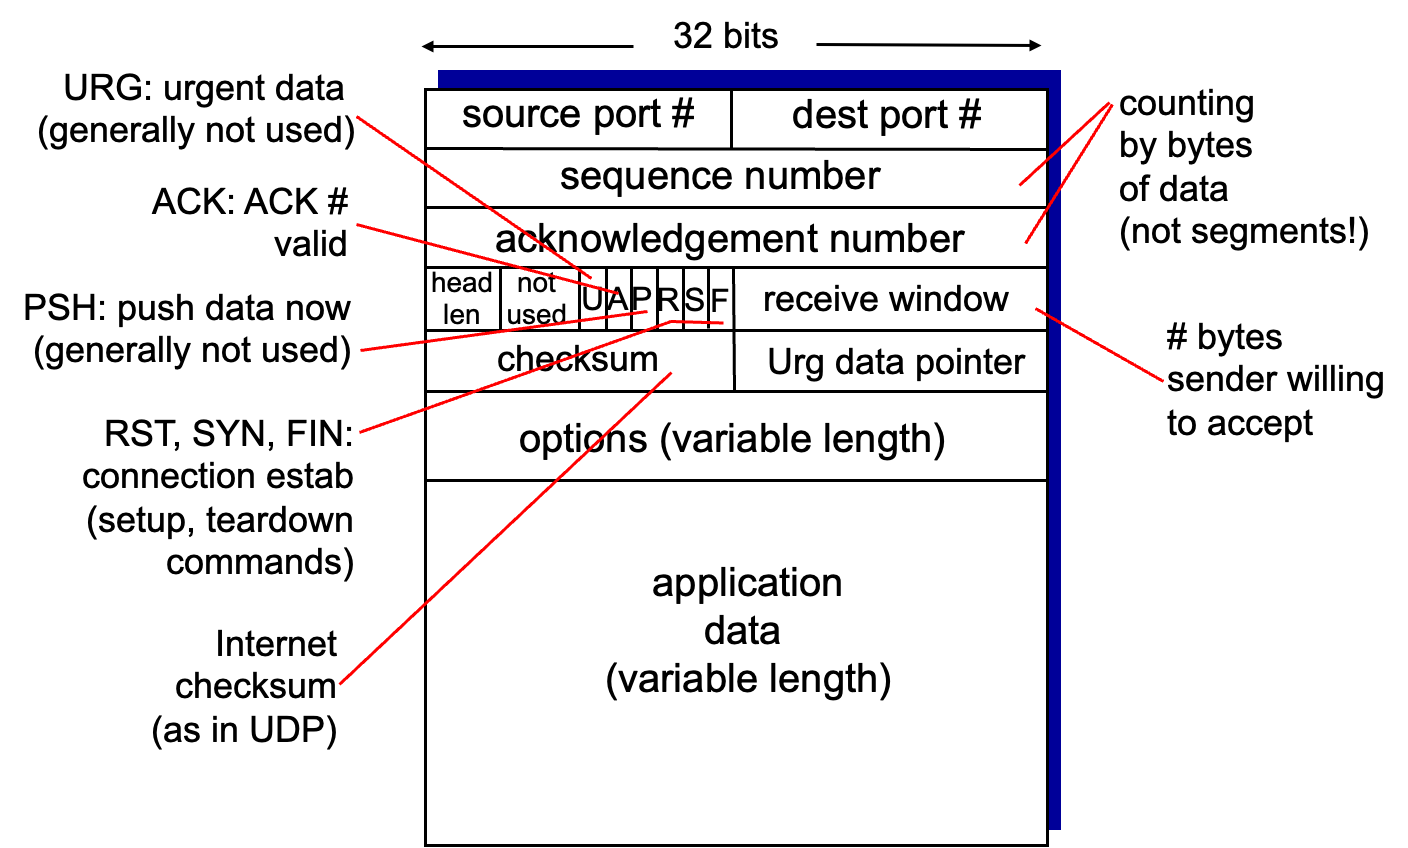 32 bits
URG: urgent data
(generally not used)
ACK: ACK #
valid
PSH: push data now
(generally not used)
RST, SYN, FIN:
connection estab
(setup, teardown
commands)
Internet
checksum
(as in UDP)
source port #
dest port #
sequence number
acknowledgement number
head
len
not
used
U
A
P
R
S
F
receive window
checksum
Urg data pointer
options (variable length)
application
data
(variable length)
counting
by bytes
of data
(not segments!)
# bytes
sender willing
to accept